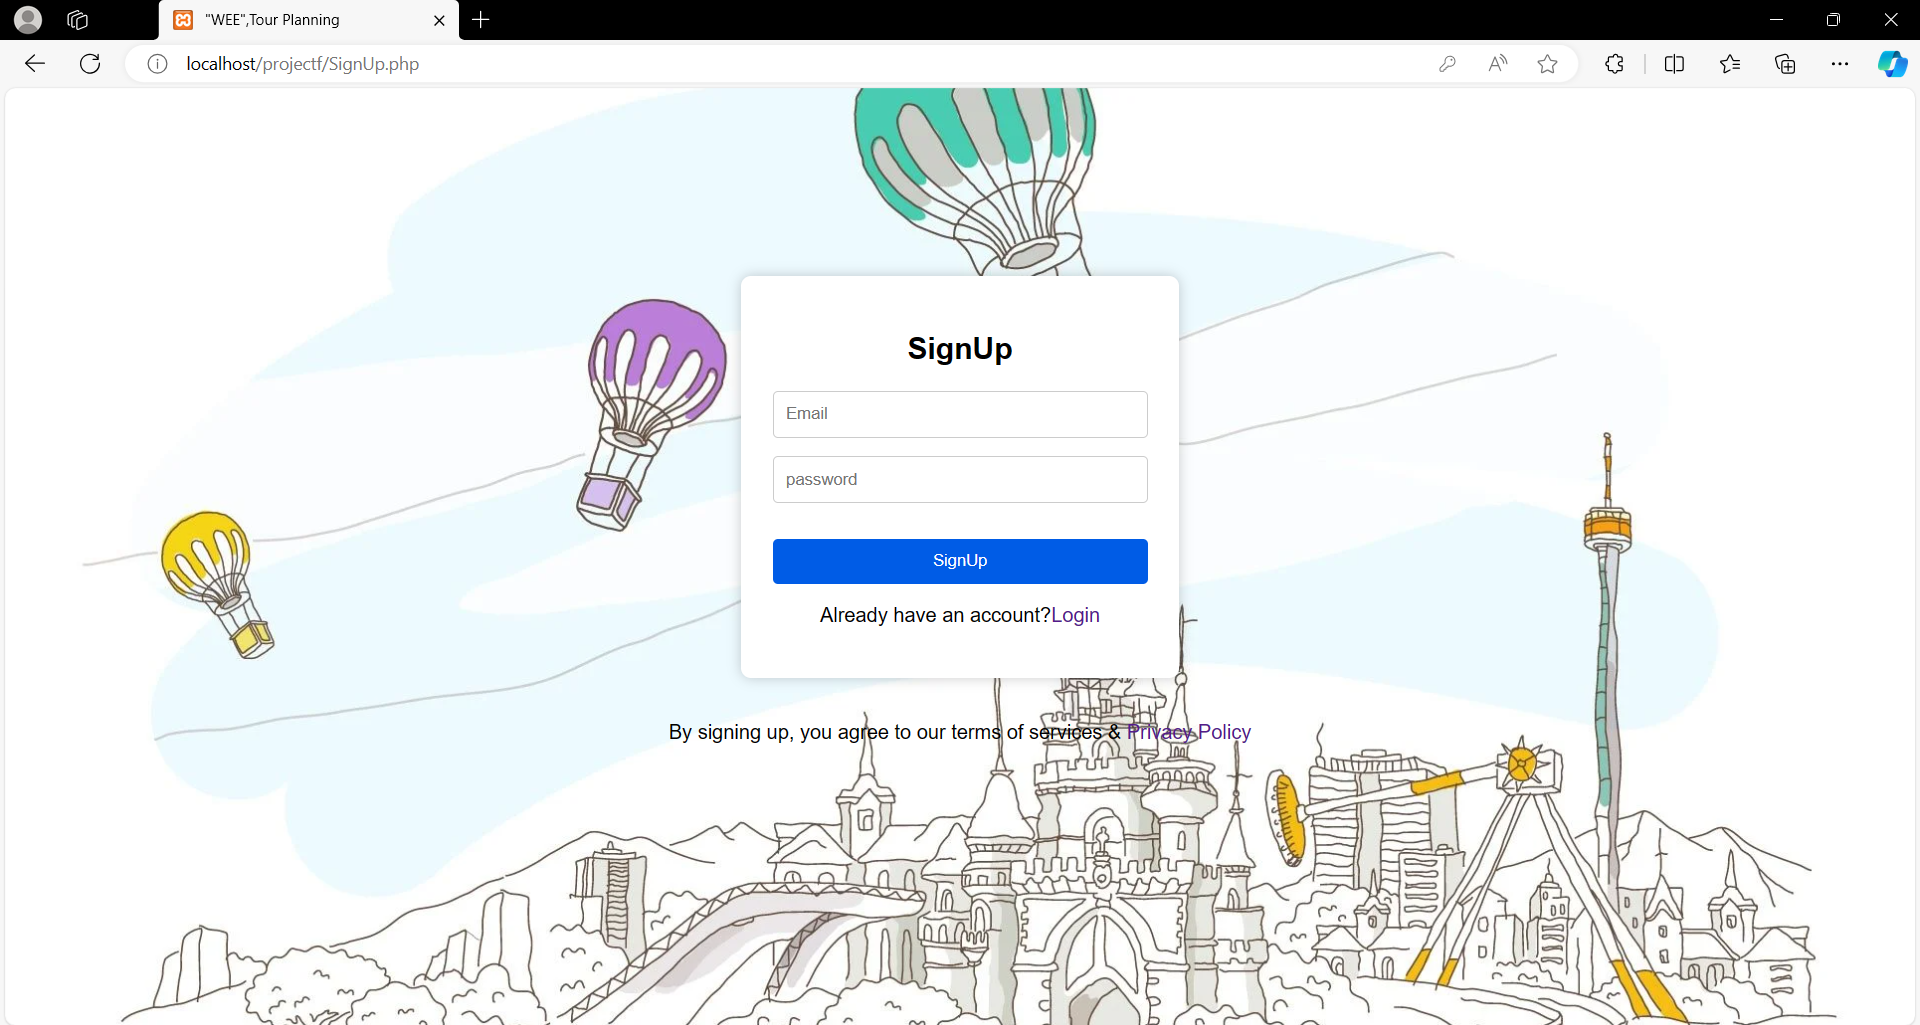 "WEE",Tour Planning
localhost/projectf/SignUp.php
SignUp
Email
password
SignUp
Already have an account?Login
By signing up, you agree to our terms of services & Privacy Policy